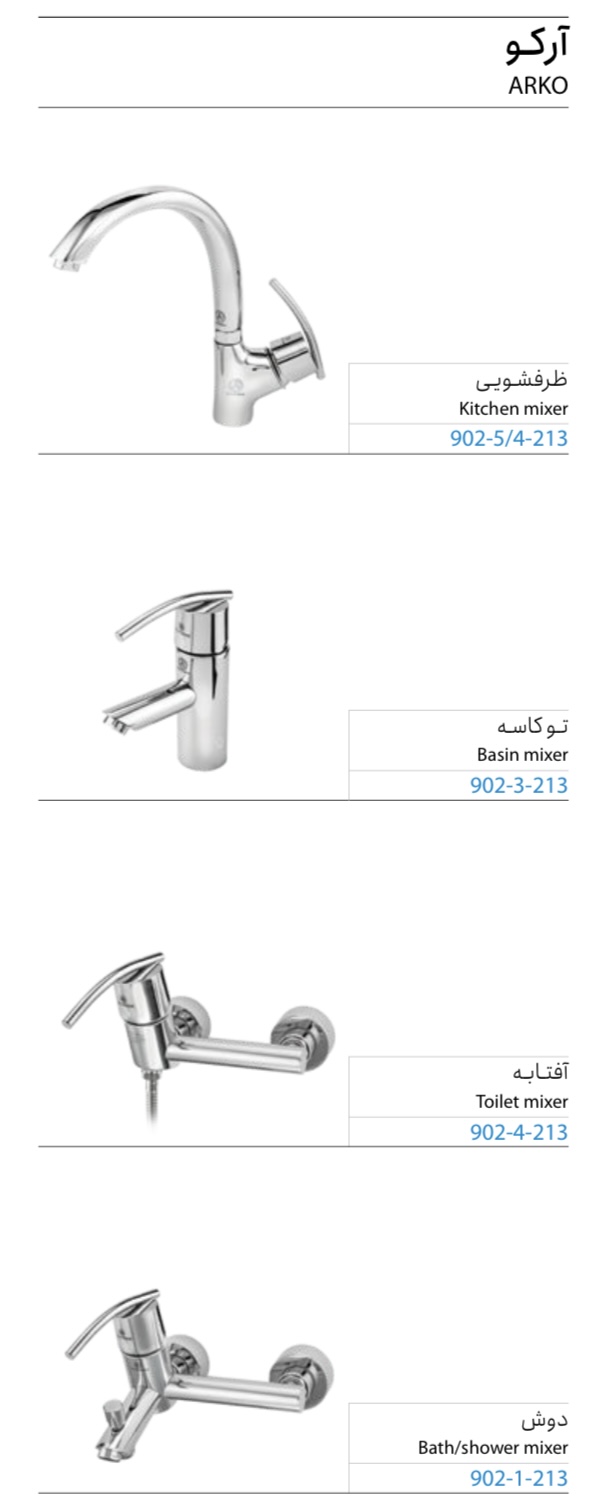 آرکو
ARKO
ظرفشویی
Kitchen mixer
902-5/4-213
توکاسه
Basin mixer
902-3-213
آفتابه
Toilet mixer
902-4-213
دوش
Bath/shower mixer
902-1-213